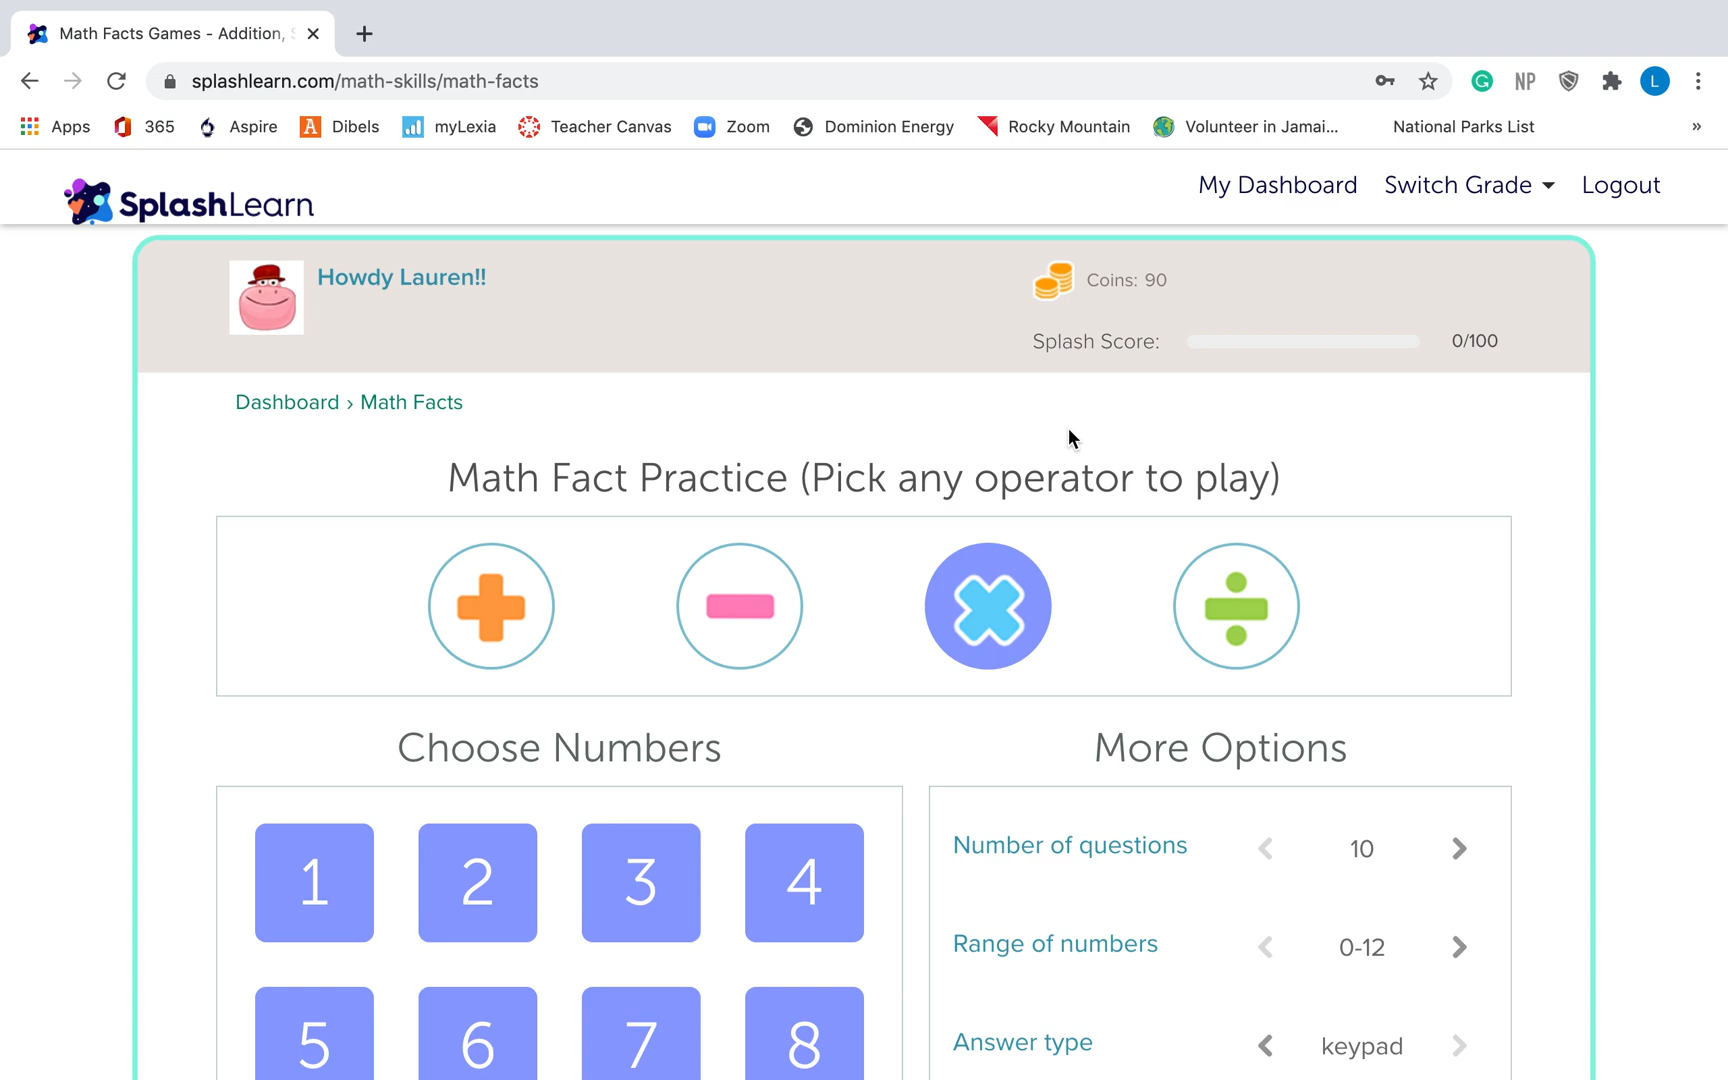 Math Facts Games - Addition,
splashlearn.com/math-skills/math-facts
NP
L
Apps 365 Aspire Dibels myLexia Teacher Canvas Zoom Dominion Energy Rocky Mountain Volunteer in Jamai... National Parks List »
SplashLearn My Dashboard Switch Grade Logout
Howdy Lauren!! Coins: 90
Splash Score: 0/100
Dashboard › Math Facts
Math Fact Practice (Pick any operator to play)
Choose Numbers More Options
1 2 3 4 Number of questions 10
Range of numbers 0-12
5 6 7 8 Answer type keypad